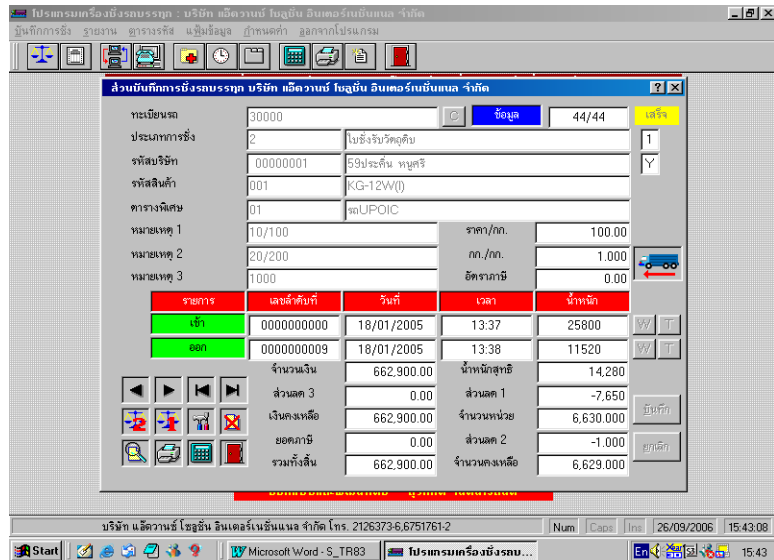 โปรแกรมเครื่องชั่งรถบรรทุก : บริษัท แอ๊ดวานซ์ โซลูชั่น อินเตอร์เนชั่นแนล จำกัด
บันทึกการชั่ง รายงาน ตารางรหัส แฟ้มข้อมูล กำหนดค่า ออกจากโปรแกรม
ส่วนบันทึกการชั่งรถบรรทุก บริษัท แอ๊ดวานซ์ โซลูชั่น อินเตอร์เนชั่นแนล จำกัด
ทะเบียนรถ 30000 C ข้อมูล 44/44 เสร็จ
ประเภทการชั่ง 2 ใบชั่งรับวัตถุดิบ 1
รหัสบริษัท 00000001 59ประคื่น หนูศรี Y
รหัสสินค้า 001 KG-12W(I)
ตารางพิเศษ 01 รถUPOIC
หมายเหตุ 1 10/100 ราคา/กก. 100.00
หมายเหตุ 2 20/200 กก./กก. 1.000
หมายเหตุ 3 1000 อัตราภาษี 0.00
รายการ เลขลำดับที่ วันที่ เวลา น้ำหนัก
เข้า 0000000000 18/01/2005 13:37 25800 W T
ออก 0000000009 18/01/2005 13:38 11520 W T
จำนวนเงิน 662,900.00 น้ำหนักสุทธิ 14,280
ส่วนลด 3 0.00 ส่วนลด 1 -7,650
เงินคงเหลือ 662,900.00 จำนวนหน่วย 6,630.000 บันทึก
ยอดภาษี 0.00 ส่วนลด 2 -1.000 ยกเลิก
รวมทั้งสิ้น 662,900.00 จำนวนคงเหลือ 6,629.000
บริษัท แอ๊ดวานซ์ โซลูชั่น อินเตอร์เนชั่นแนล จำกัด โทร. 2126373-6,6751761-2 Num Caps Ins 26/09/2006 15:43:08
Start Microsoft Word - S_TR83 โปรแกรมเครื่องชั่งรถบ... En 15:43